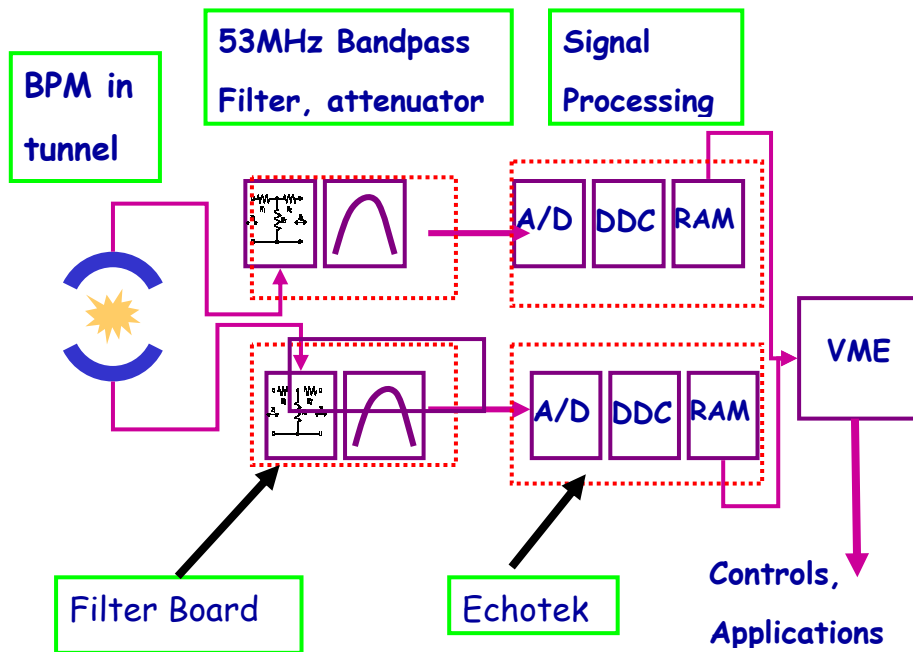 53MHz Bandpass
Filter, attenuator
Signal
Processing
BPM in
tunnel
A/D
DDC
RAM
VME
A/D
DDC
RAM
Filter Board
Echotek
Controls,
Applications